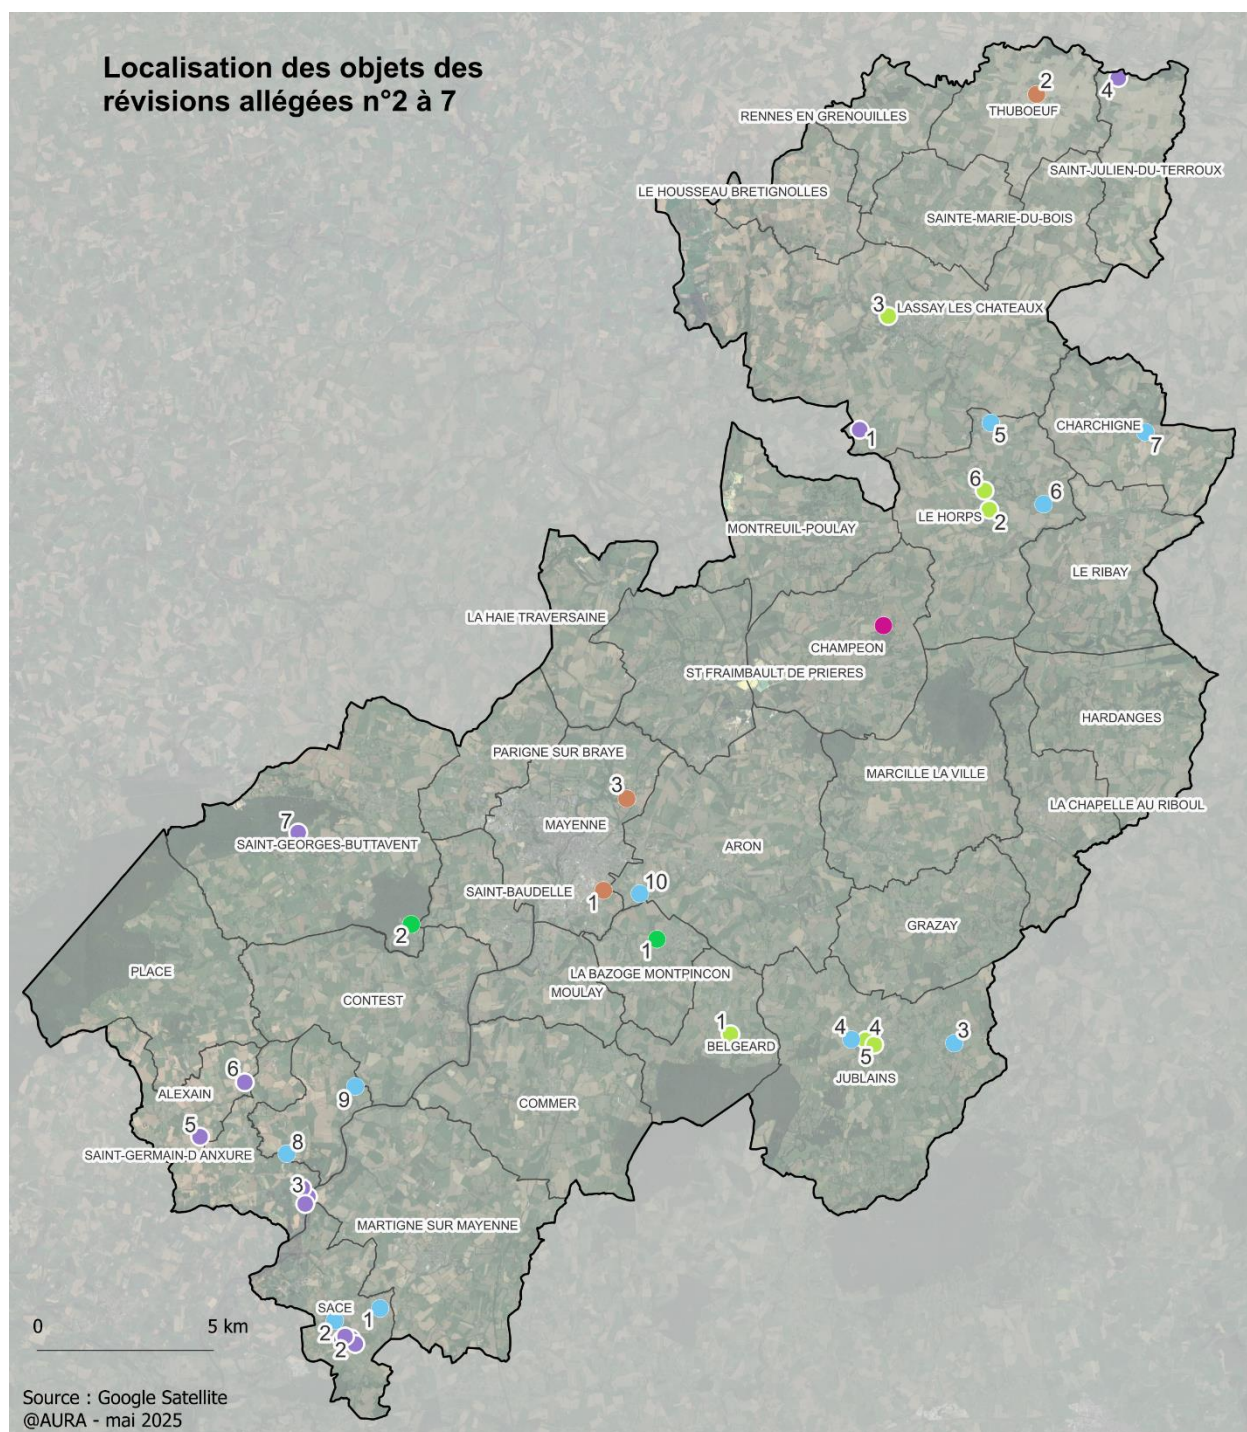 Localisation des objets des
révisions allégées n°2 à 7
2
4
THUBOEUF
RENNES EN GRENOUILLES
SAINT-JULIEN-DU-TERROUX
LE HOUSSEAU BRETIGNOLLES
SAINTE-MARIE-DU-BOIS
3
LASSAY LES CHATEAUX
1
5
CHARCHIGNE
7
6
6
LE HORPS
2
MONTREUIL-POULAY
LE RIBAY
LA HAIE TRAVERSAINE
CHAMPEON
ST FRAIMBAULT DE PRIERES
HARDANGES
PARIGNE SUR BRAYE
MARCILLE LA VILLE
3
LA CHAPELLE AU RIBOUL
7
MAYENNE
SAINT-GEORGES-BUTTAVENT
ARON
10
SAINT-BAUDELLE
1
GRAZAY
2
1
PLACE
LA BAZOGE MONTPINCON
CONTEST
MOULAY
1
4
4
3
BELGEARD
5
JUBLAINS
6
ALEXAIN
9
COMMER
5
8
SAINT-GERMAIN-D ANXURE
3
MARTIGNE SUR MAYENNE
SACE
1
2
2
0
5 km
Source : Google Satellite
@AURA - mai 2025